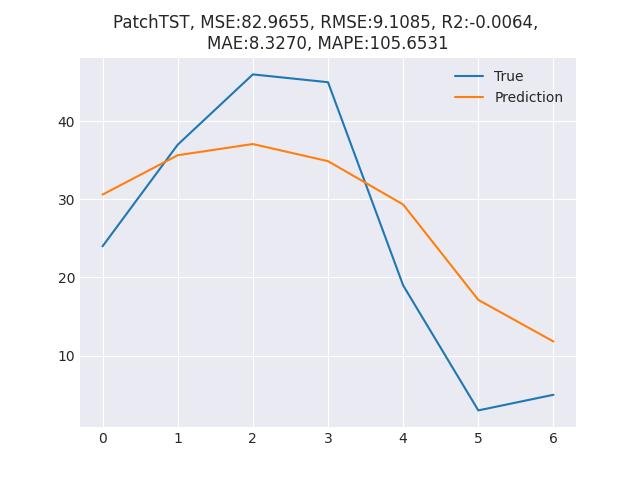 PatchTST, MSE:82.9655, RMSE:9.1085, R2:-0.0064,
MAE:8.3270, MAPE:105.6531
True
Prediction
40
30
20
10
0 1 2 3 4 5 6